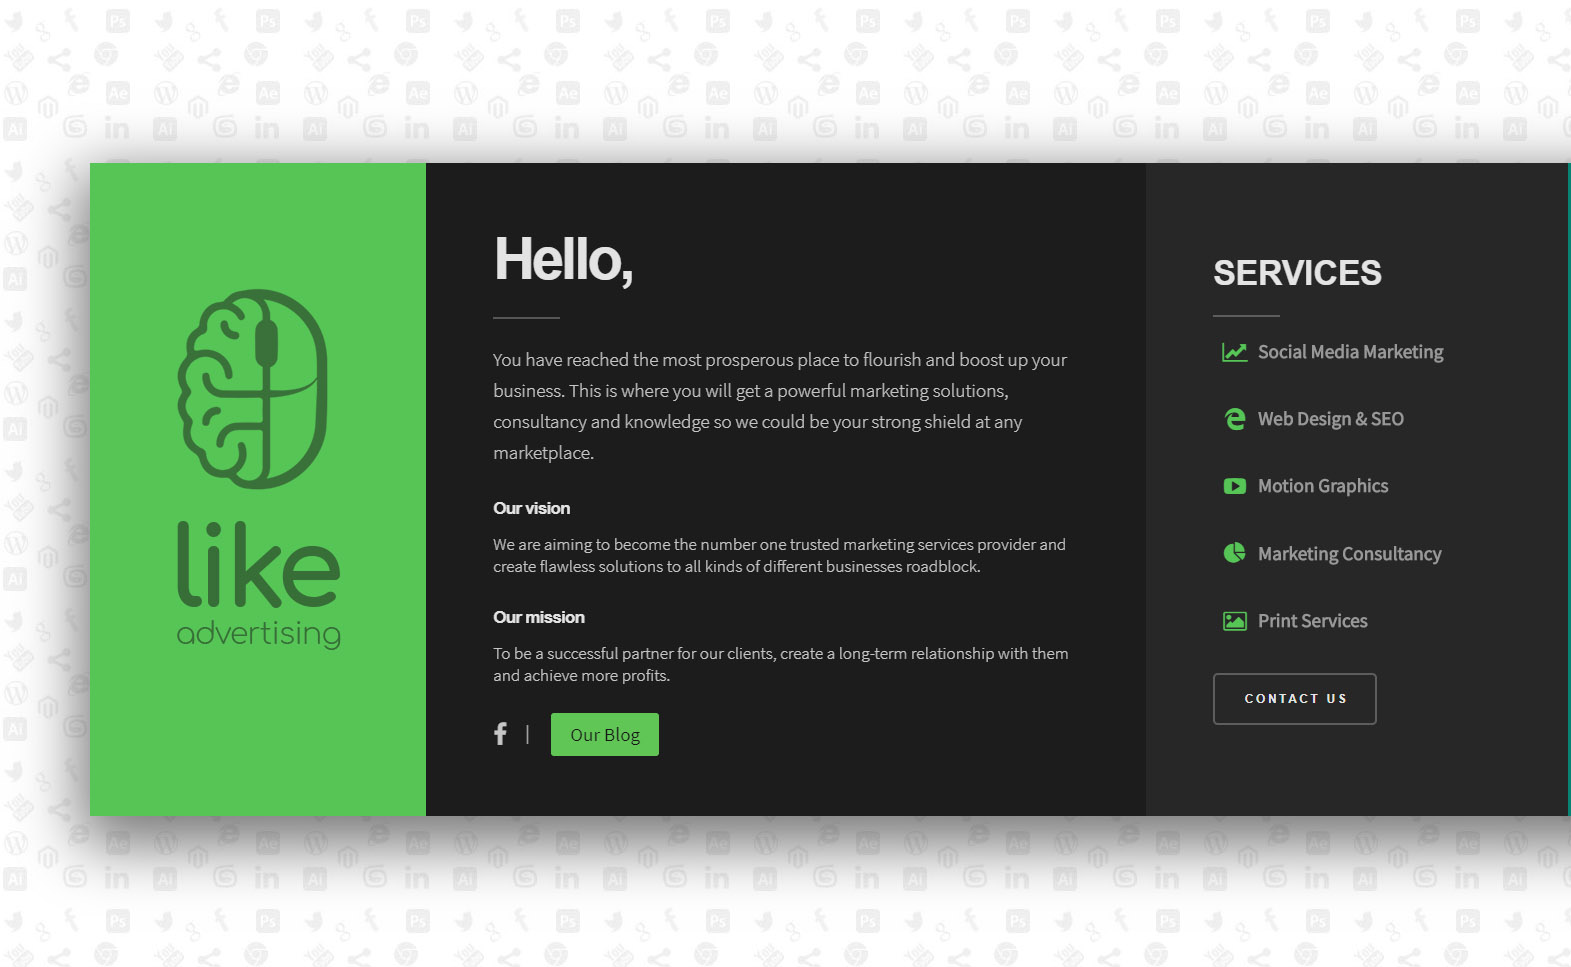 like
advertising
Hello,
You have reached the most prosperous place to flourish and boost up your
business. This is where you will get a powerful marketing solutions,
consultancy and knowledge so we could be your strong shield at any
marketplace.
Our vision
We are aiming to become the number one trusted marketing services provider and
create flawless solutions to all kinds of different businesses roadblock.
Our mission
To be a successful partner for our clients, create a long-term relationship with them
and achieve more profits.
|
Our Blog
SERVICES
Social Media Marketing
Web Design & SEO
Motion Graphics
Marketing Consultancy
Print Services
CONTACT US